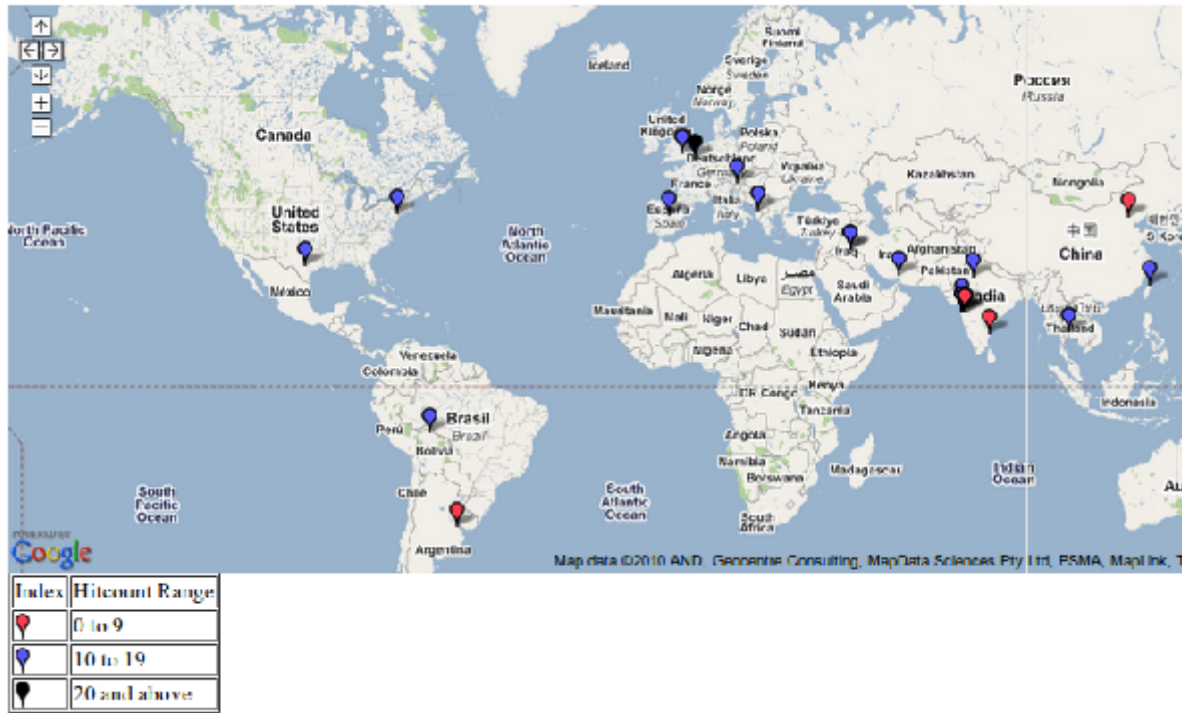 Iceland
Suomi
Finland
Sverige
Sweden
Norge
Norway
Россия
Russia
Canada
United
Kingdom
Polska
Poland
Deutschland
Germany
Україна
Ukraine
Kazakhstan
Mongolia
France
Italia
Italy
España
Spain
United
States
North Pacific
Ocean
North
Atlantic
Ocean
Türkiye
Turkey
Iraq
Iran
Afghanistan
Pakistan
中国
China
S Kore
México
Algeria
Libya
مصر
Egypt
Saudi
Arabia
India
Thailand
Mauritania
Mali
Niger
Chad
Sudan
Nigeria
Ethiopia
Venezuela
Colombia
DR Congo
Kenya
Tanzania
Indonesia
Brasil
Brazil
Perú
Bolivia
Angola
Namibia
Botswana
Madagascar
Indian
Ocean
South
Pacific
Ocean
Chile
South
Atlantic
Ocean
South
Africa
Au
Argentina
POWERED BY
Google
Map data ©2010 AND, Geocentre Consulting, MapData Sciences Pty Ltd, PSMA, MapLink, T
Index Hitcount Range
0 to 9
10 to 19
20 and above